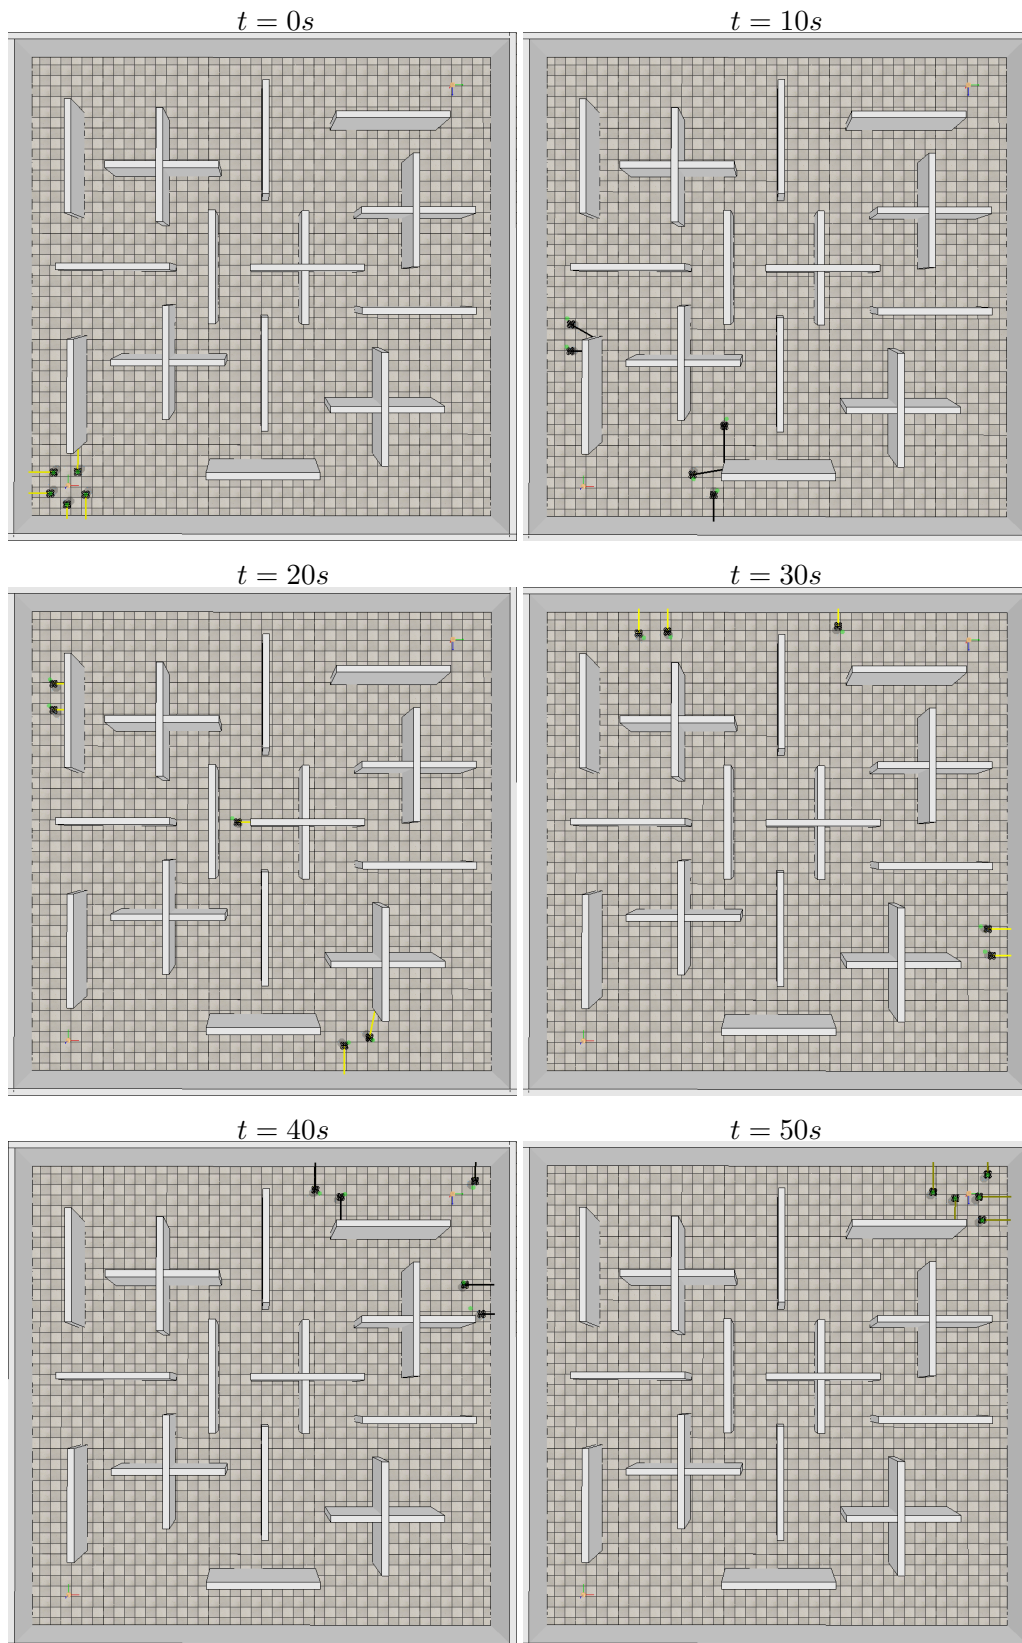 t = 0s
t = 10s
t = 20s
t = 30s
t = 40s
t = 50s